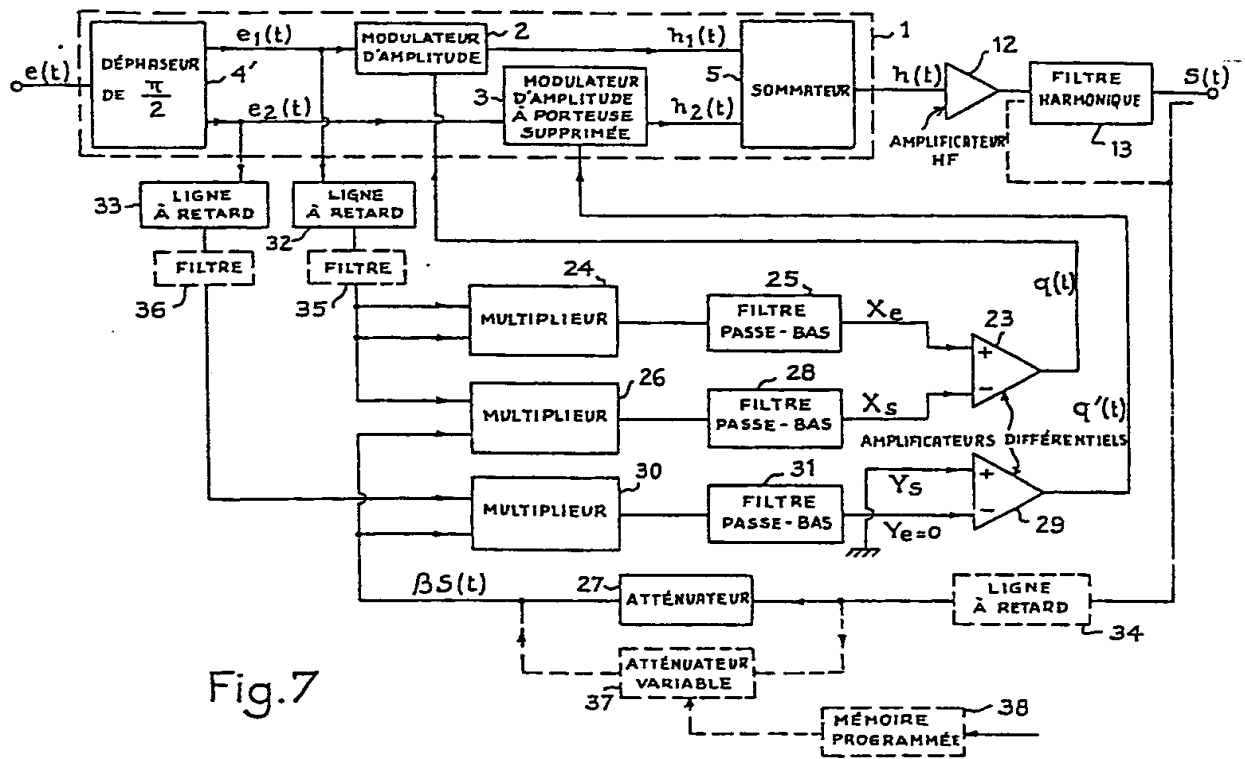 e(t)
DÉPHASEUR
DE π/2
4'
e1(t)
e2(t)
MODULATEUR
D'AMPLITUDE
2
3
MODULATEUR
D'AMPLITUDE
À PORTEUSE
SUPPRIMÉE
h1(t)
h2(t)
5
SOMMATEUR
1
h(t)
12
AMPLIFICATEUR
HF
FILTRE
HARMONIQUE
13
S(t)
33
LIGNE
À RETARD
LIGNE
À RETARD
32
FILTRE
36
FILTRE
35
24
MULTIPLIEUR
25
FILTRE
PASSE-BAS
Xe
23
+
−
q(t)
26
MULTIPLIEUR
28
FILTRE
PASSE-BAS
Xs
q'(t)
AMPLIFICATEURS DIFFÉRENTIELS
30
MULTIPLIEUR
31
FILTRE
PASSE-BAS
Ys
Ye=0
+
−
29
βS(t)
27
ATTÉNUATEUR
LIGNE
À RETARD
34
ATTÉNUATEUR
VARIABLE
37
MÉMOIRE
PROGRAMMÉE
38
Fig.7